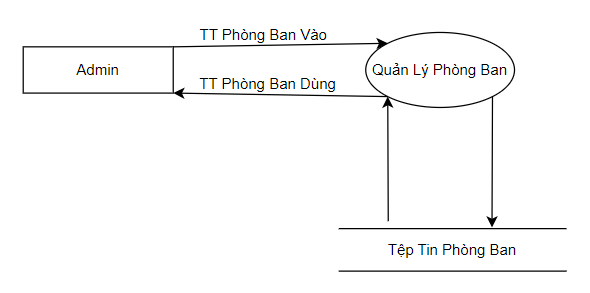 TT Phòng Ban Vào
Admin
Quản Lý Phòng Ban
TT Phòng Ban Dùng
Tệp Tin Phòng Ban